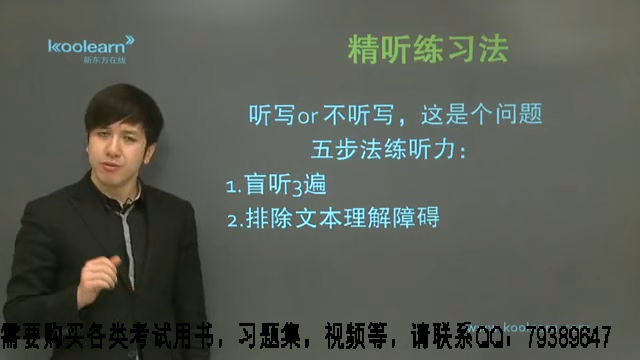 koolearn
新东方在线
精听练习法
听写or不听写，这是个问题
五步法练听力：
1.盲听3遍
2.排除文本理解障碍
www.koolearn
需要购买各类考试用书，习题集，视频等，请联系QQ：79389647